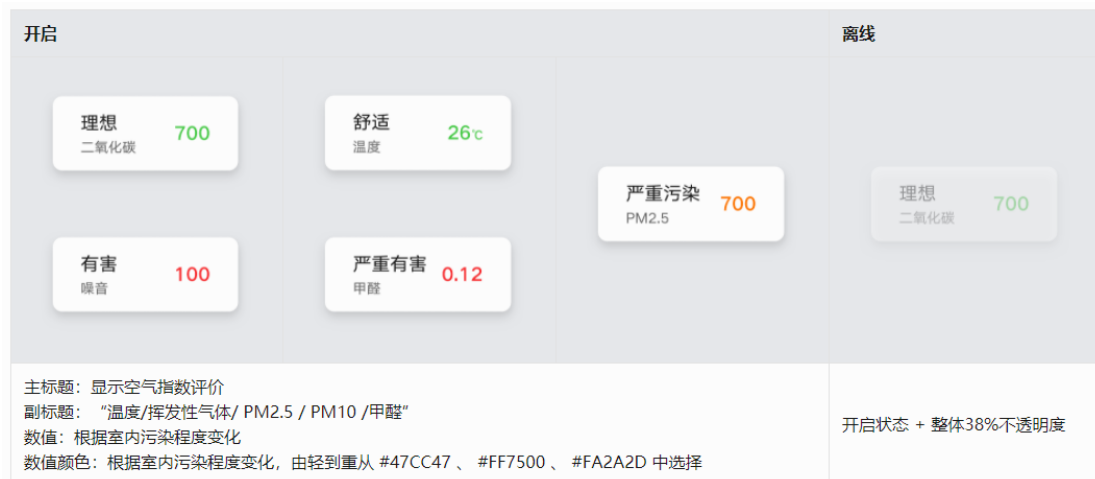 开启
离线
理想
700
二氧化碳
舒适
26℃
温度
严重污染
700
PM2.5
理想
700
二氧化碳
有害
100
噪音
严重有害
0.12
甲醛
主标题：显示空气指数评价
副标题：“温度/挥发性气体/ PM2.5 / PM10 /甲醛”
数值：根据室内污染程度变化
数值颜色：根据室内污染程度变化，由轻到重从 #47CC47 、 #FF7500 、 #FA2A2D 中选择
开启状态 + 整体38%不透明度